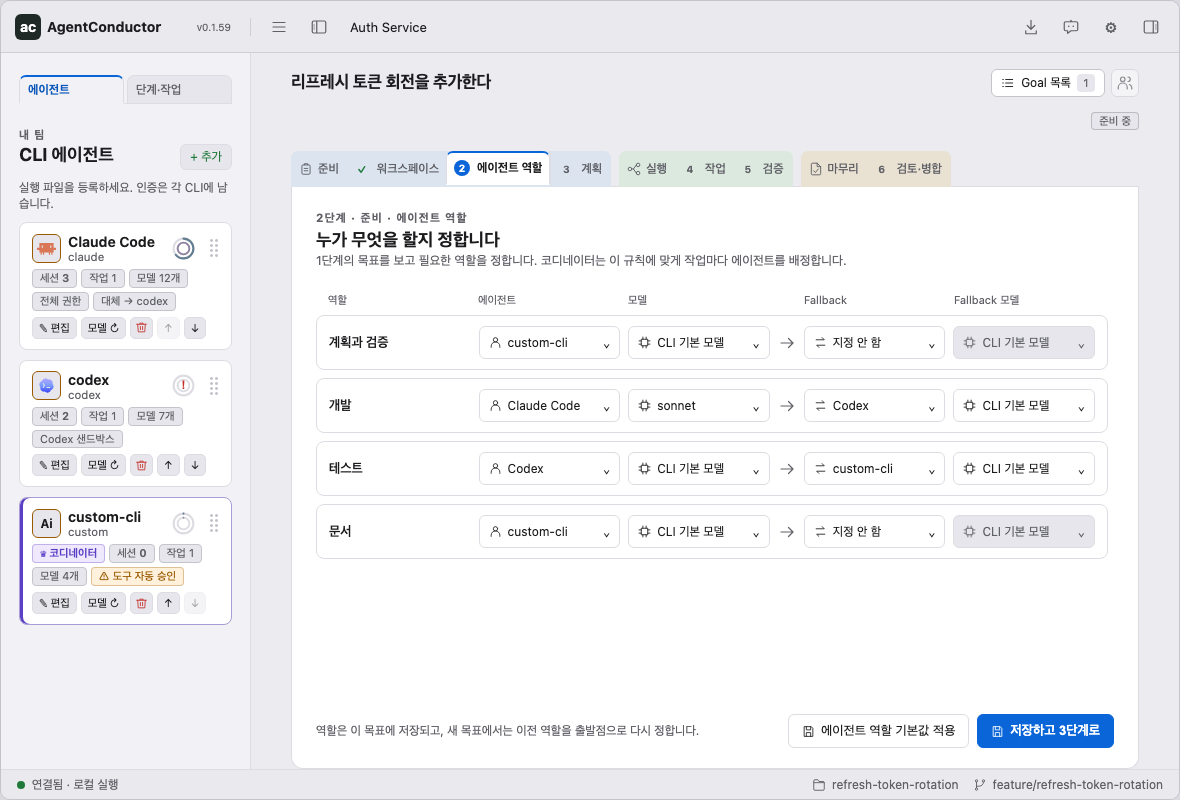 ac AgentConductor v0.1.59 Auth Service
에이전트 단계·작업
내 팀
CLI 에이전트
+ 추가
실행 파일을 등록하세요. 인증은 각 CLI에 남습니다.
Claude Code
claude
세션 3 작업 1 모델 12개
전체 권한 대체 → codex
편집 모델
codex
codex
세션 2 작업 1 모델 7개
Codex 샌드박스
편집 모델
Ai custom-cli
custom
코디네이터 세션 0 작업 1
모델 4개 도구 자동 승인
편집 모델
리프레시 토큰 회전을 추가한다
Goal 목록 1
준비 중
준비 ✓ 워크스페이스 2 에이전트 역할 3 계획 실행 4 작업 5 검증 마무리 6 검토·병합
2단계 · 준비 · 에이전트 역할
누가 무엇을 할지 정합니다
1단계의 목표를 보고 필요한 역할을 정합니다. 코디네이터는 이 규칙에 맞게 작업마다 에이전트를 배정합니다.
역할 에이전트 모델 Fallback Fallback 모델
계획과 검증 custom-cli CLI 기본 모델 → 지정 안 함 CLI 기본 모델
개발 Claude Code sonnet → Codex CLI 기본 모델
테스트 Codex CLI 기본 모델 → custom-cli CLI 기본 모델
문서 custom-cli CLI 기본 모델 → 지정 안 함 CLI 기본 모델
역할은 이 목표에 저장되고, 새 목표에서는 이전 역할을 출발점으로 다시 정합니다.
에이전트 역할 기본값 적용 저장하고 3단계로
연결됨 · 로컬 실행 refresh-token-rotation feature/refresh-token-rotation